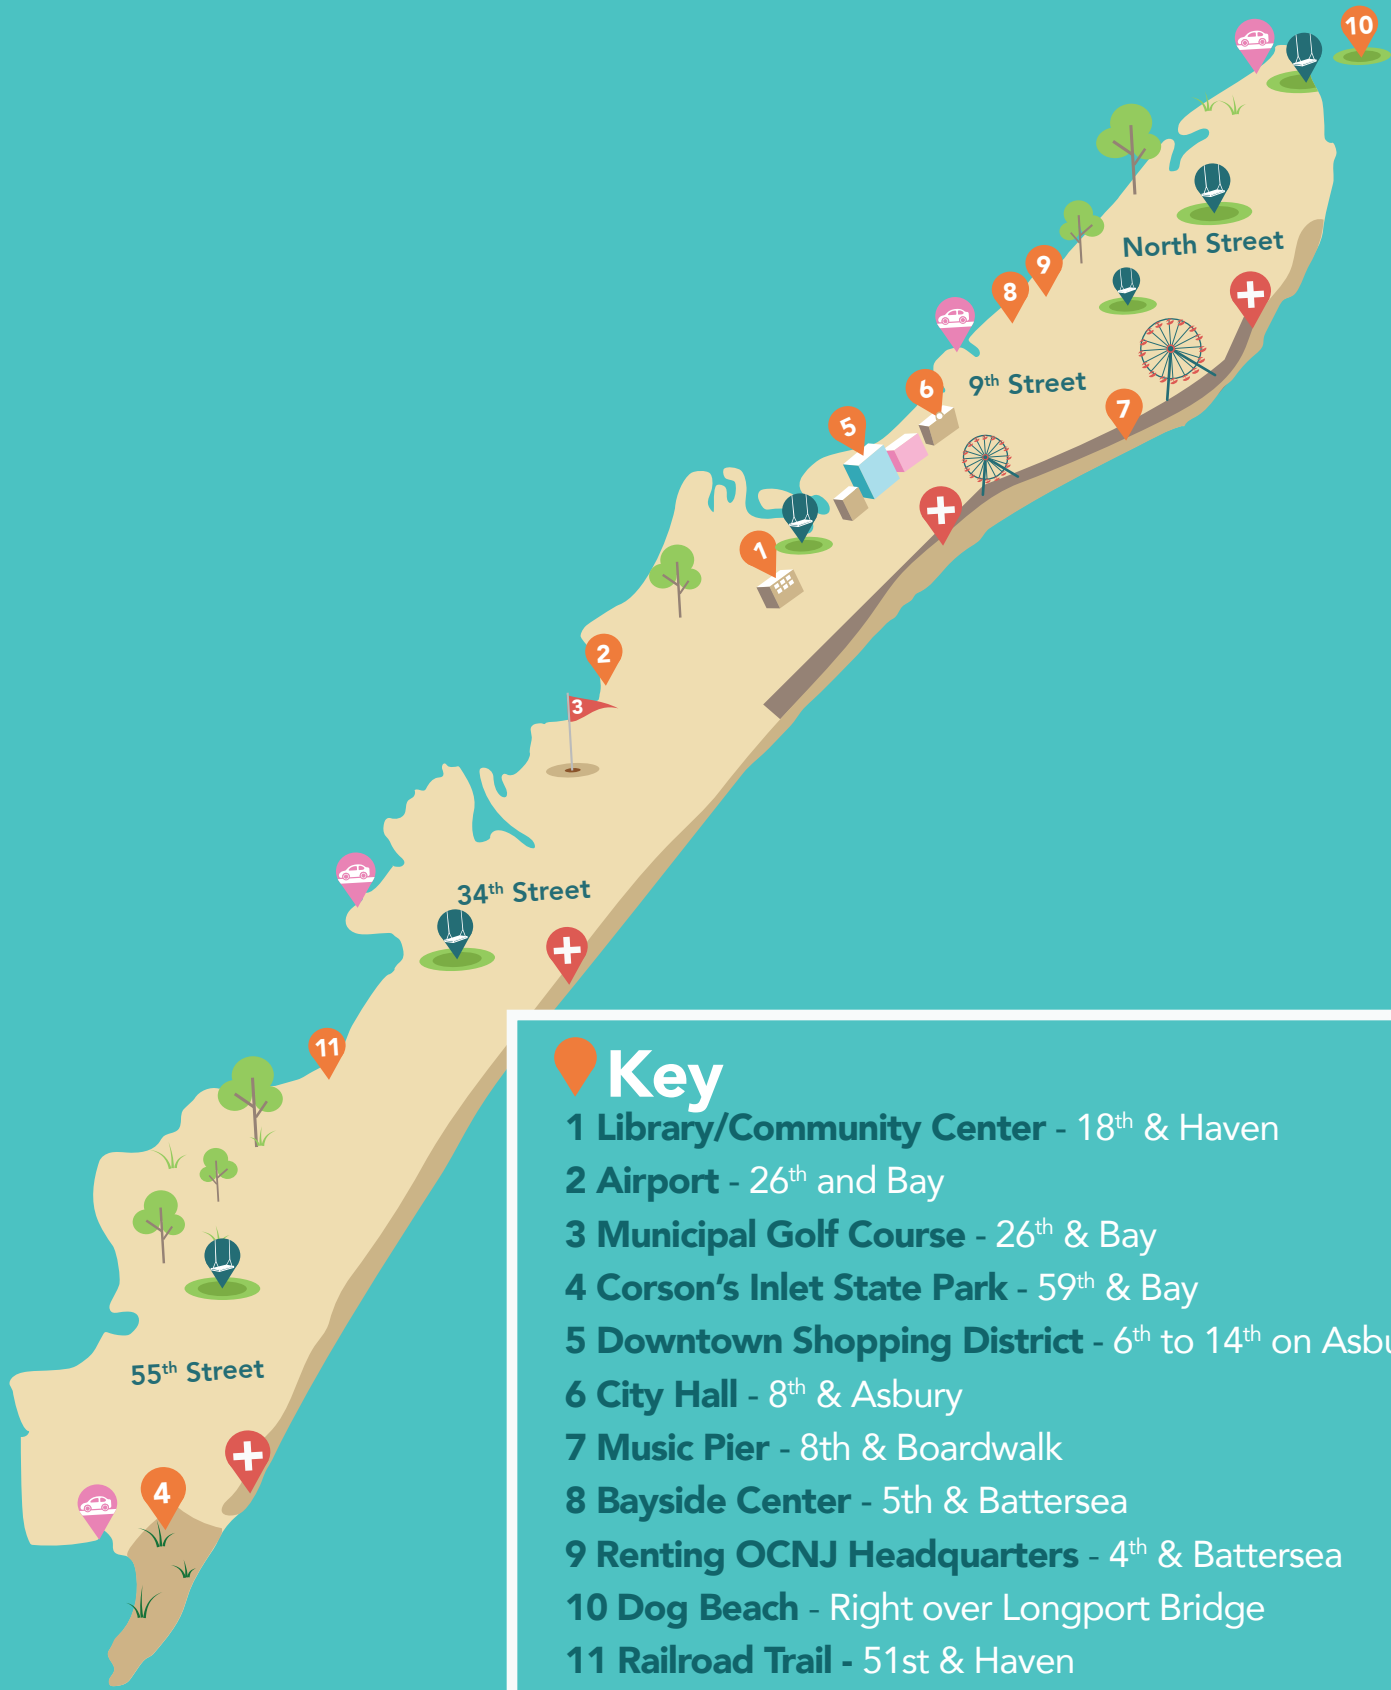 10
North Street
9
8
9th Street
6
7
5
1
2
3
34th Street
11
55th Street
4
Key
1 Library/Community Center - 18th & Haven
2 Airport - 26th and Bay
3 Municipal Golf Course - 26th & Bay
4 Corson's Inlet State Park - 59th & Bay
5 Downtown Shopping District - 6th to 14th on Asbu
6 City Hall - 8th & Asbury
7 Music Pier - 8th & Boardwalk
8 Bayside Center - 5th & Battersea
9 Renting OCNJ Headquarters - 4th & Battersea
10 Dog Beach - Right over Longport Bridge
11 Railroad Trail - 51st & Haven